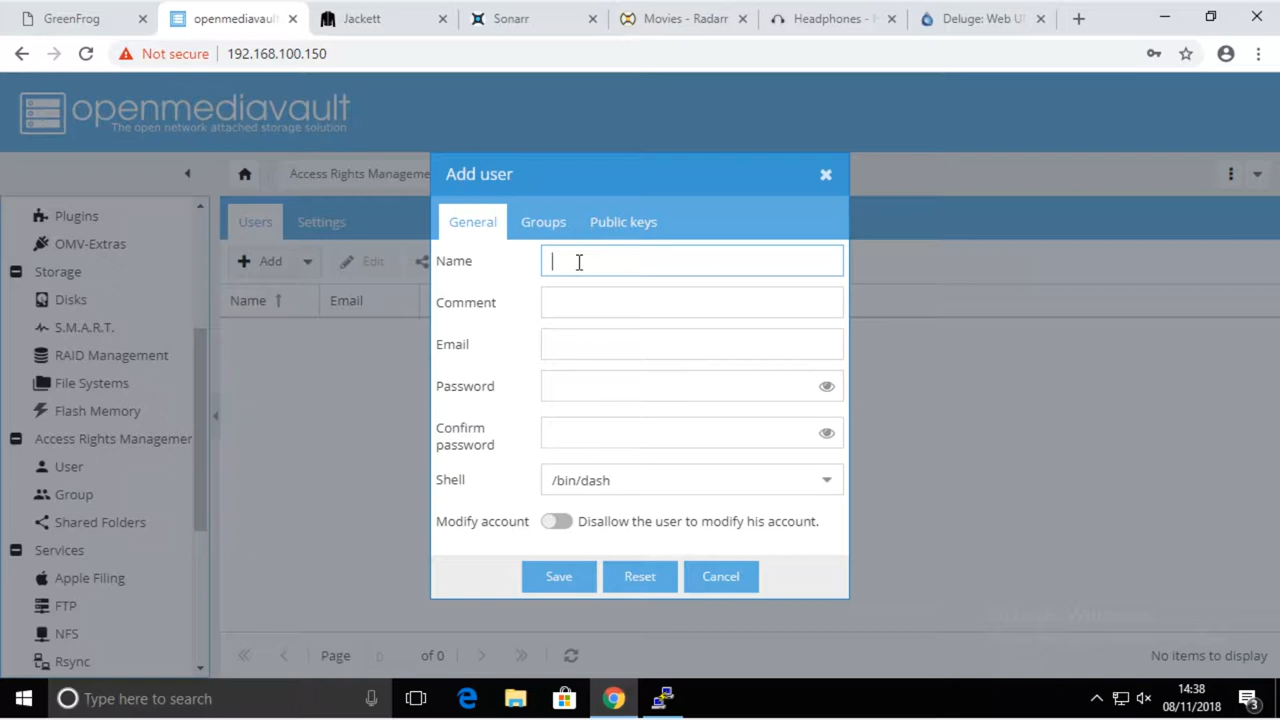 GreenFrog
openmediavault
Jackett
Sonarr
Movies - Radarr
Headphones -
Deluge: Web U
Not secure
192.168.100.150
openmediavault
The open network attached storage solution
Access Rights Manageme
Add user
Plugins
OMV-Extras
Storage
Disks
S.M.A.R.T.
RAID Management
File Systems
Flash Memory
Access Rights Managemer
User
Group
Shared Folders
Services
Apple Filing
FTP
NFS
Rsync
Users
Settings
Add
Edit
Name
Email
General
Groups
Public keys
Name
Comment
Email
Password
Confirm
password
Shell
/bin/dash
Modify account
Disallow the user to modify his account.
Save
Reset
Cancel
Page
0
of 0
No items to display
Type here to search
14:38
08/11/2018
3